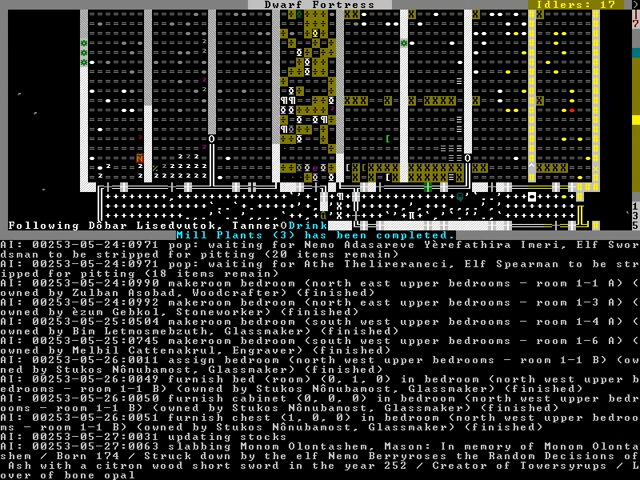 Dwarf Fortress
Idlers: 17
Following Dobar Lisedvutok, Tanner
Drink
Mill Plants (3) has been completed.
AI: 00253-05-24:0971 pop: waiting for Nemo Adasareve Yèrefathira Imeri, Elf Swor
dsman to be stripped for pitting (20 items remain)
AI: 00253-05-24:0971 pop: waiting for Athe Thelireraneci, Elf Spearman to be str
ipped for pitting (18 items remain)
AI: 00253-05-24:0990 makeroom bedroom (north east upper bedrooms - room 1-1 A) (
owned by Zulban Asobad, Woodcrafter) (finished)
AI: 00253-05-24:0992 makeroom bedroom (north east upper bedrooms - room 1-3 A) (
owned by èzum Gebkol, Stoneworker) (finished)
AI: 00253-05-25:0504 makeroom bedroom (south west upper bedrooms - room 1-4 A) (
owned by Bim Letmosnebzuth, Glassmaker) (finished)
AI: 00253-05-25:0745 makeroom bedroom (south west upper bedrooms - room 1-6 A) (
owned by Melbil Cattenakrul, Engraver) (finished)
AI: 00253-05-26:0011 assign bedroom (north west upper bedrooms - room 1-1 B) (ow
ned by Stukos Nônubamost, Glassmaker) (finished)
AI: 00253-05-26:0049 furnish bed (room) (0, 1, 0) in bedroom (north west upper b
edrooms - room 1-1 B) (owned by Stukos Nônubamost, Glassmaker) (finished)
AI: 00253-05-26:0050 furnish cabinet (0, 0, 0) in bedroom (north west upper bedr
ooms - room 1-1 B) (owned by Stukos Nônubamost, Glassmaker) (finished)
AI: 00253-05-26:0051 furnish chest (1, 0, 0) in bedroom (north west upper bedroo
ms - room 1-1 B) (owned by Stukos Nônubamost, Glassmaker) (finished)
AI: 00253-05-27:0031 updating stocks
AI: 00253-05-27:0063 slabbing Monom Olontashem, Mason: In memory of Monom Olonta
shem / Born 174 / Struck down by the elf Nemo Berryroses the Random Decisions of
Ash with a citron wood short sword in the year 252 / Creator of Towersyrups / L
over of bone opal